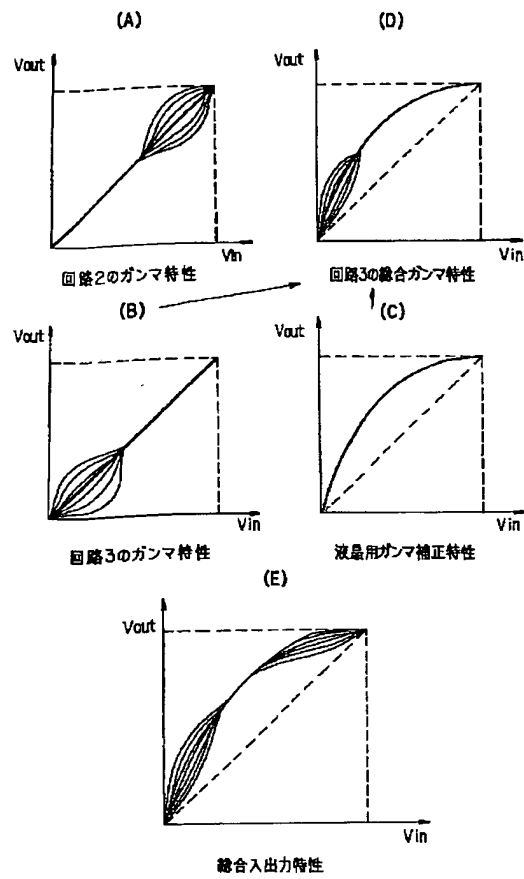 (A)
Vout
Vin
回路2のガンマ特性
(D)
Vout
Vin
回路3の総合ガンマ特性
(B)
Vout
Vin
回路3のガンマ特性
(C)
Vout
Vin
液晶用ガンマ補正特性
(E)
Vout
Vin
総合入出力特性